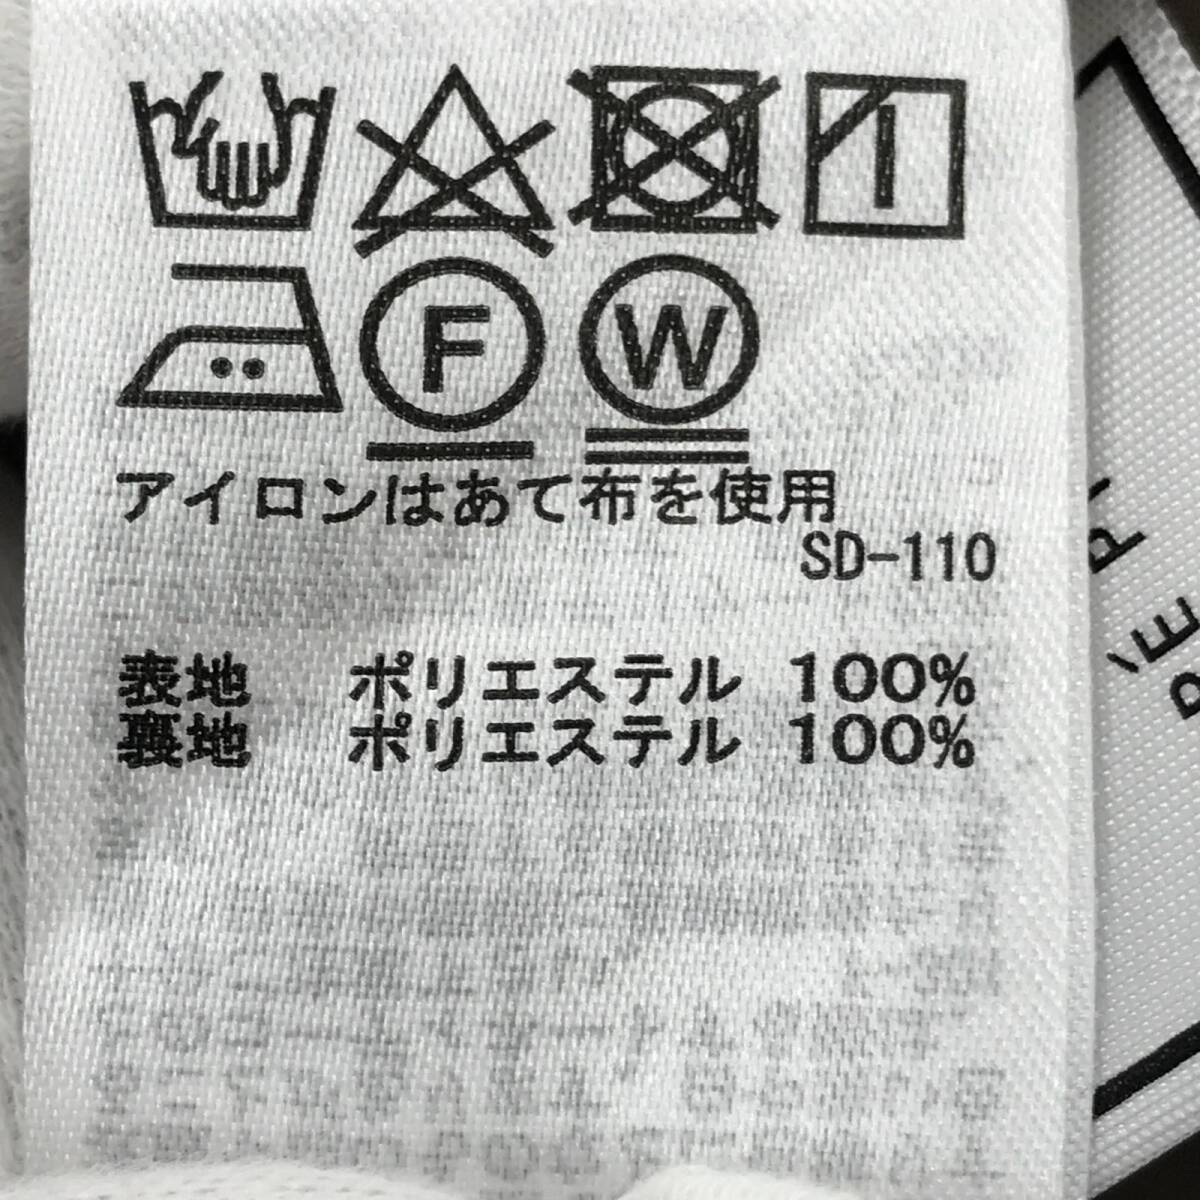 F W
アイロンはあて布を使用
SD-110
表地 ポリエステル 100%
裏地 ポリエステル 100%